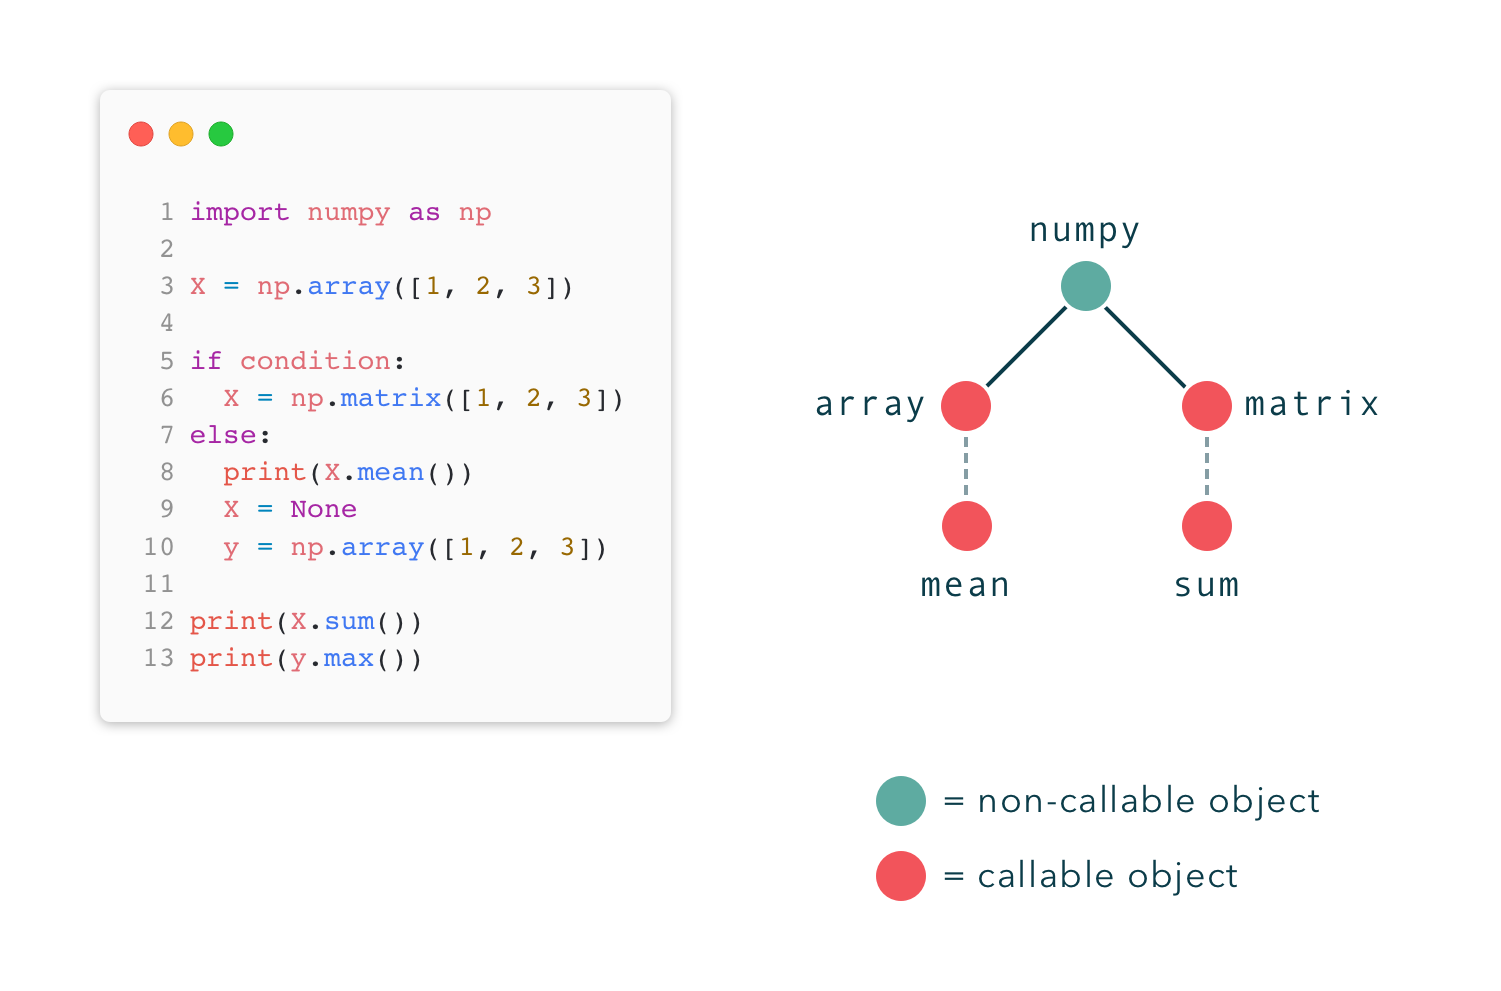 1 import numpy as np
2
3 X = np.array([1, 2, 3])
4
5 if condition:
6   X = np.matrix([1, 2, 3])
7 else:
8   print(X.mean())
9   X = None
10   y = np.array([1, 2, 3])
11
12 print(X.sum())
13 print(y.max())
numpy
array
matrix
mean
sum
= non-callable object
= callable object